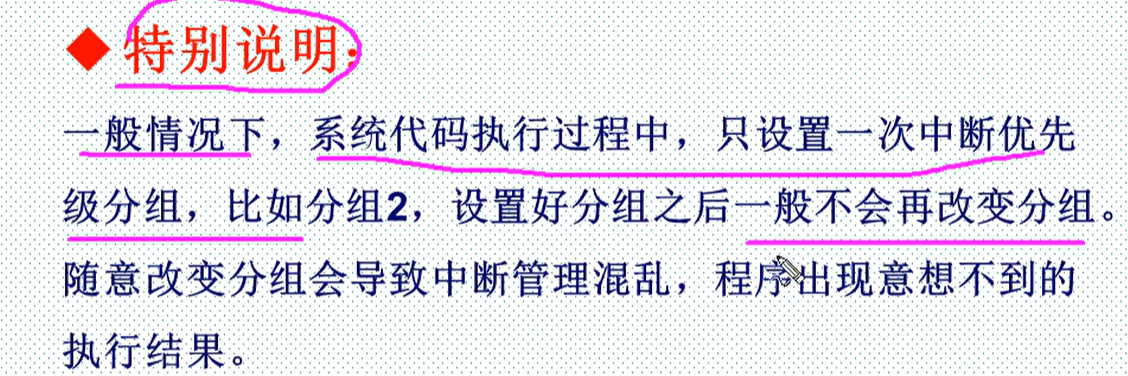 ◆特别说明：
一般情况下，系统代码执行过程中，只设置一次中断优先
级分组，比如分组2，设置好分组之后一般不会再改变分组。
随意改变分组会导致中断管理混乱，程序出现意想不到的
执行结果。